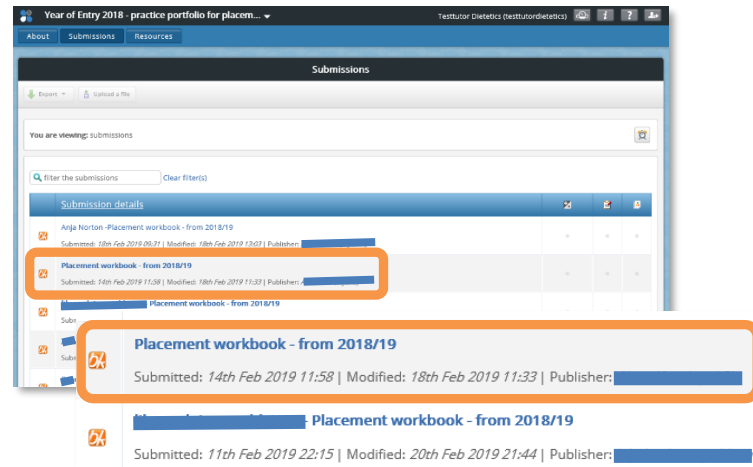 Year of Entry 2018 - practice portfolio for placem...
Testtutor Dietetics (testtutordietetics)
About Submissions Resources
Submissions
Export Upload a file
You are viewing: submissions
filter the submissions Clear filter(s)
Submission details
Anja Norton -Placement workbook - from 2018/19
Submitted: 18th Feb 2019 09:31 | Modified: 18th Feb 2019 13:03 | Publisher:
Placement workbook - from 2018/19
Submitted: 14th Feb 2019 11:58 | Modified: 18th Feb 2019 11:33 | Publisher:
Placement workbook - from 2018/19
Placement workbook - from 2018/19
Submitted: 14th Feb 2019 11:58 | Modified: 18th Feb 2019 11:33 | Publisher:
- Placement workbook - from 2018/19
Submitted: 11th Feb 2019 22:15 | Modified: 20th Feb 2019 21:44 | Publisher: